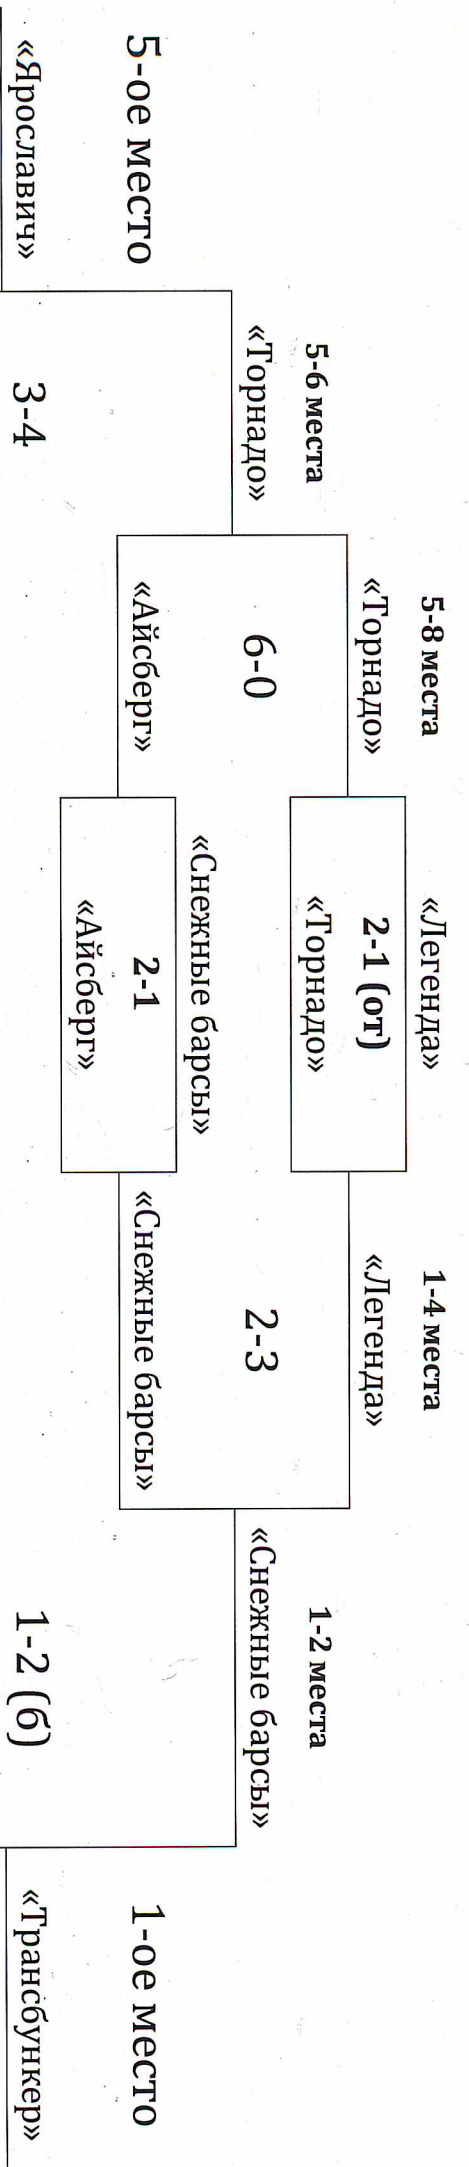 5-8 места
«Легенда»
1-4 места
«Торнадо»
2-1 (от)
«Легенда»
5-6 места
«Торнадо»
1-2 места
«Торнадо»
6-0
2-3
«Снежные барсы»
«Снежные барсы»
5-ое место
«Айсберг»
2-1
«Снежные барсы»
1-ое место
«Айсберг»
«Ярославич»
3-4
1-2 (б)
«Трансбункер»